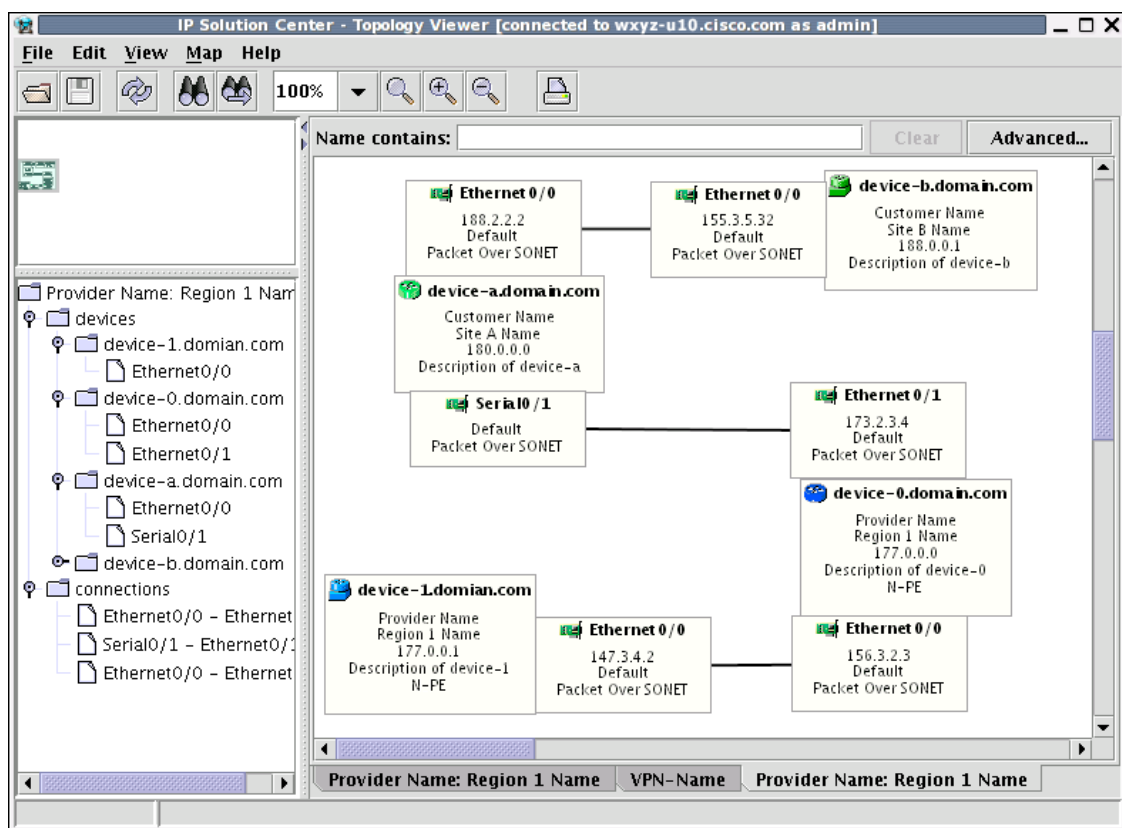 IP Solution Center - Topology Viewer [connected to wxyz-u10.cisco.com as admin]
File Edit View Map Help
100%
Name contains: Clear Advanced...
Provider Name: Region 1 Nam
devices
device-1.domian.com
Ethernet0/0
device-0.domain.com
Ethernet0/0
Ethernet0/1
device-a.domain.com
Ethernet0/0
Serial0/1
device-b.domain.com
connections
Ethernet0/0 - Ethernet
Serial0/1 - Ethernet0/1
Ethernet0/0 - Ethernet
Ethernet0/0
188.2.2.2
Default
Packet Over SONET
Ethernet0/0
155.3.5.32
Default
Packet Over SONET
device-b.domain.com
Customer Name
Site B Name
188.0.0.1
Description of device-b
device-a.domain.com
Customer Name
Site A Name
180.0.0.0
Description of device-a
Serial0/1
Default
Packet Over SONET
Ethernet0/1
173.2.3.4
Default
Packet Over SONET
device-0.domain.com
Provider Name
Region 1 Name
177.0.0.0
Description of device-0
N-PE
device-1.domian.com
Provider Name
Region 1 Name
177.0.0.1
Description of device-1
N-PE
Ethernet0/0
147.3.4.2
Default
Packet Over SONET
Ethernet0/0
156.3.2.3
Default
Packet Over SONET
Provider Name: Region 1 Name VPN-Name Provider Name: Region 1 Name